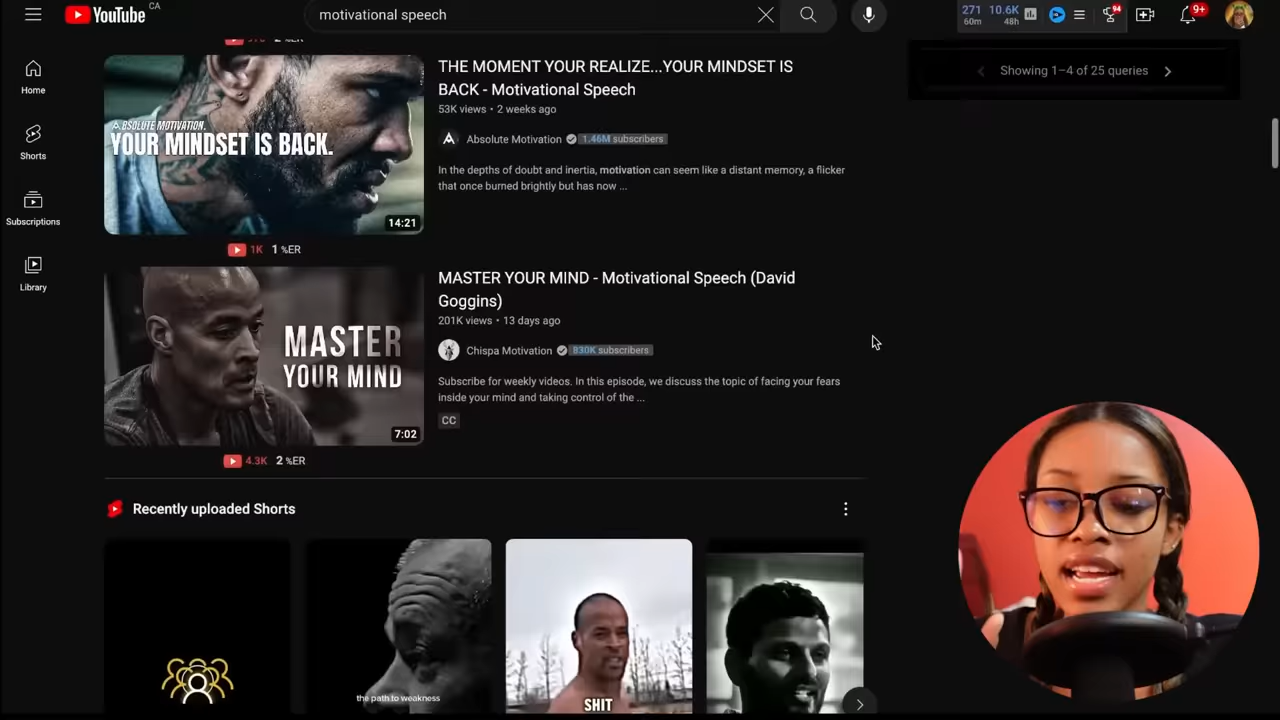 YouTube CA
motivational speech
271 10.6K
60m 48h
94
9+
Showing 1–4 of 25 queries
Home
Shorts
Subscriptions
Library
2 %ER
ABSOLUTE MOTIVATION.
YOUR MINDSET IS BACK.
14:21
THE MOMENT YOUR REALIZE...YOUR MINDSET IS
BACK - Motivational Speech
53K views • 2 weeks ago
Absolute Motivation 1.46M subscribers
In the depths of doubt and inertia, motivation can seem like a distant memory, a flicker
that once burned brightly but has now ...
1K 1 %ER
MASTER
YOUR MIND
7:02
MASTER YOUR MIND - Motivational Speech (David
Goggins)
201K views • 13 days ago
Chispa Motivation 830K subscribers
Subscribe for weekly videos. In this episode, we discuss the topic of facing your fears
inside your mind and taking control of the ...
CC
4.3K 2 %ER
Recently uploaded Shorts
the path to weakness
SHIT